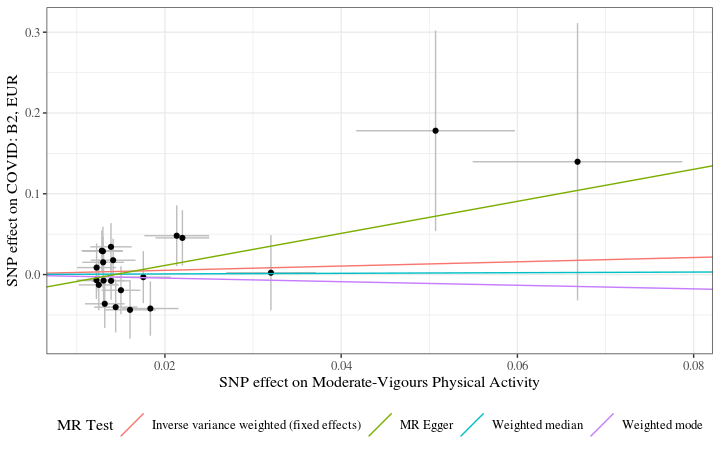 SNP effect on COVID: B2, EUR
0.3
0.2
0.1
0.0
0.02 0.04 0.06 0.08
SNP effect on Moderate-Vigours Physical Activity
MR Test Inverse variance weighted (fixed effects) MR Egger Weighted median Weighted mode